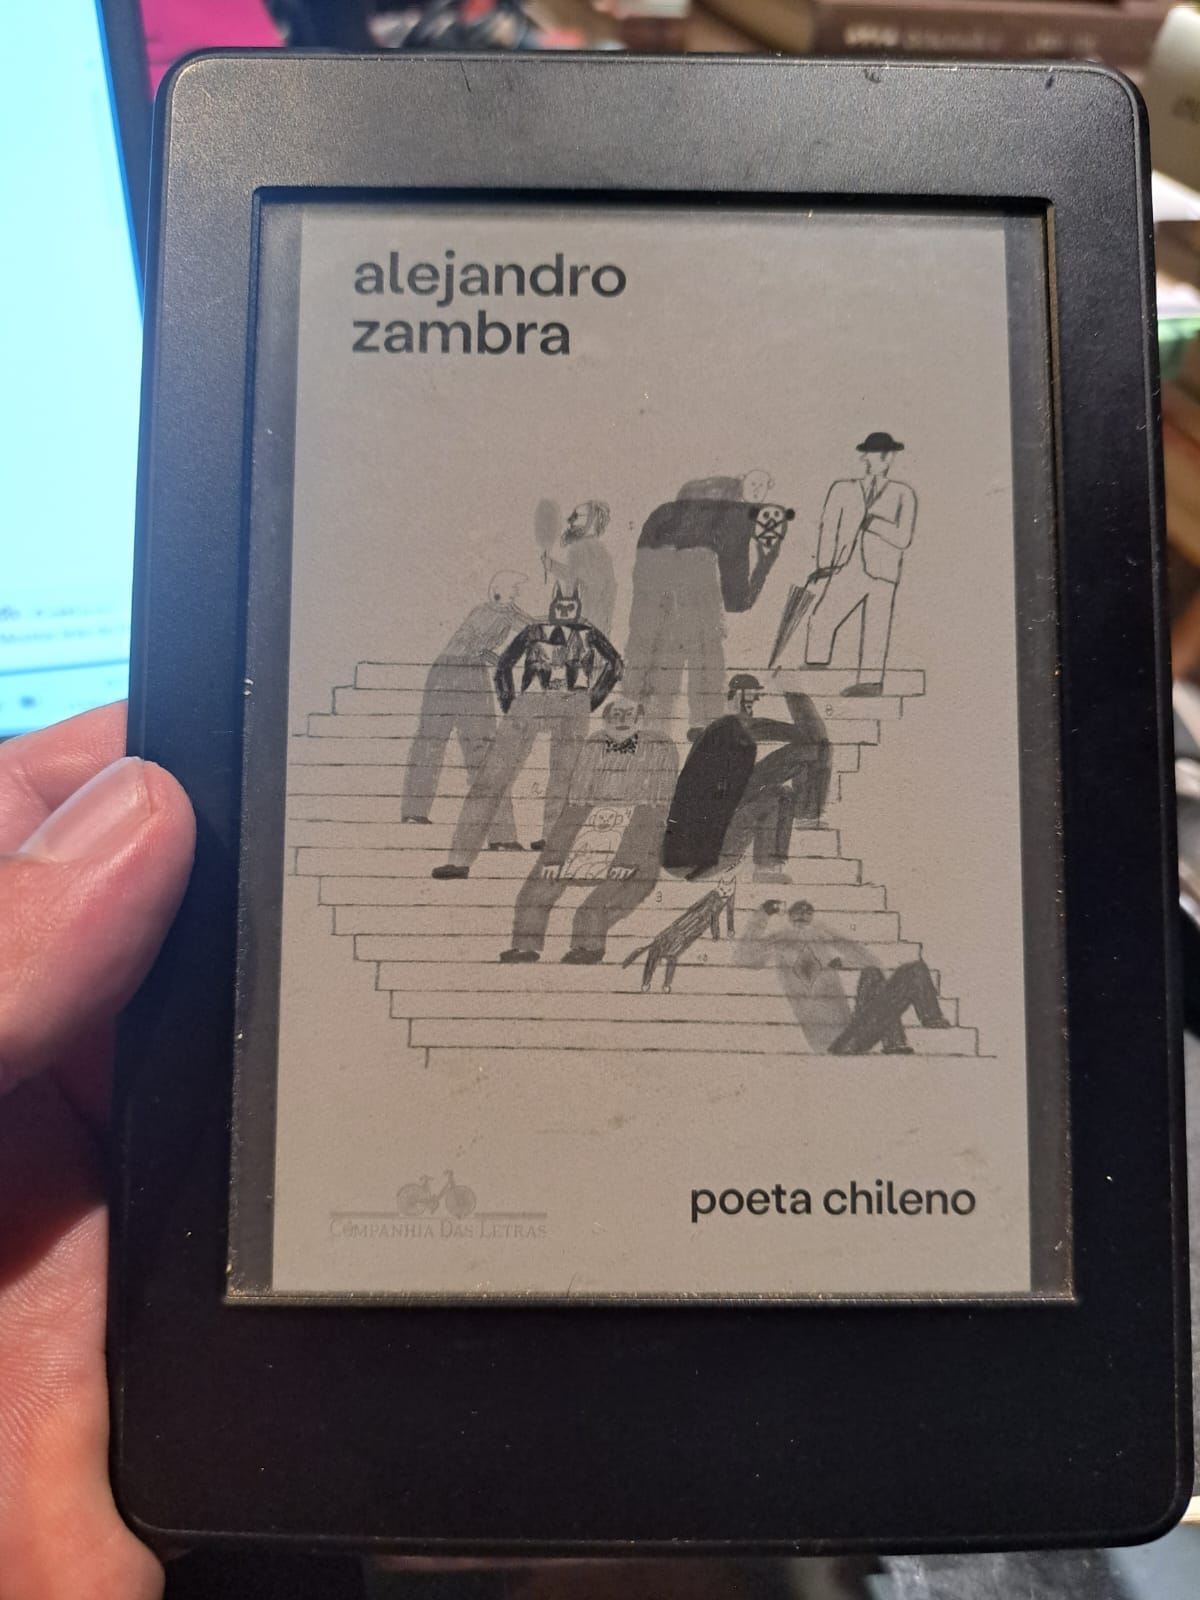 alejandro
zambra
COMPANHIA DAS LETRAS
poeta chileno